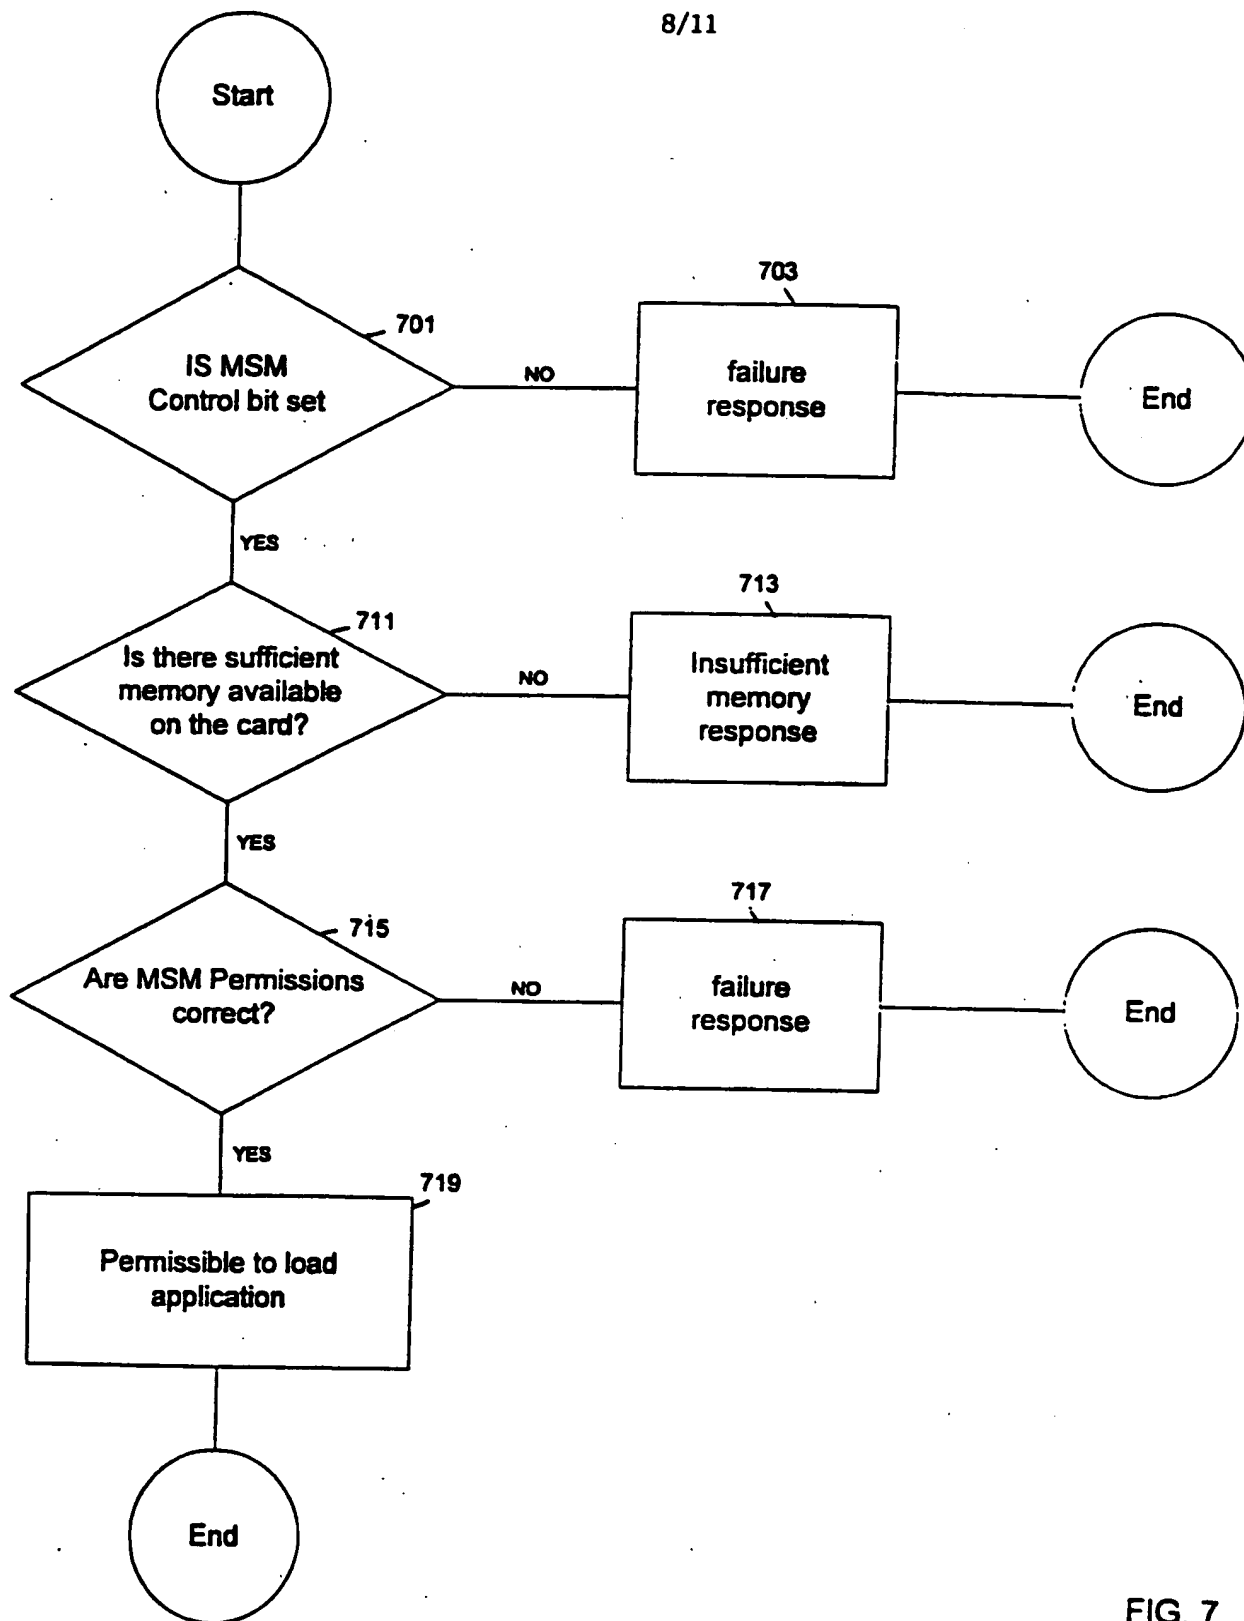 8/11
Start
701
IS MSM
Control bit set
NO
703
failure
response
End
YES
711
Is there sufficient
memory available
on the card?
NO
713
Insufficient
memory
response
End
YES
715
Are MSM Permissions
correct?
NO
717
failure
response
End
YES
719
Permissible to load
application
End
FIG. 7